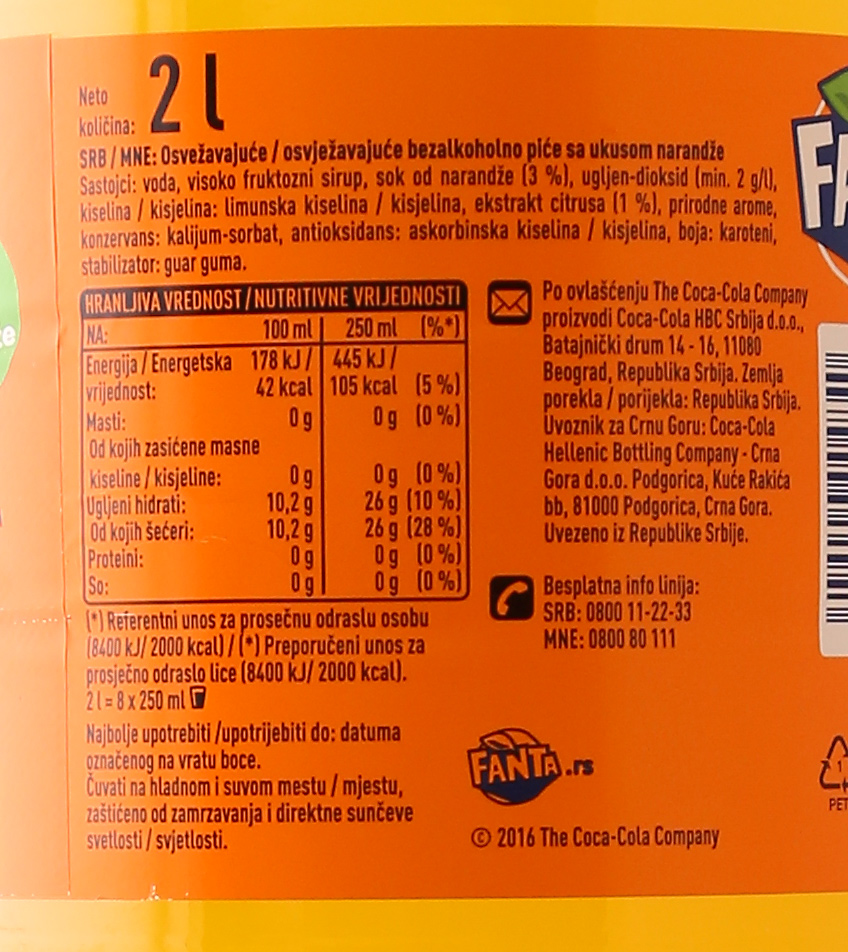 Neto
količina: 2 l
SRB / MNE: Osvežavajuće / osvježavajuće bezalkoholno piće sa ukusom narandže
Sastojci: voda, visoko fruktozni sirup, sok od narandže (3 %), ugljen-dioksid (min. 2 g/l),
kiselina / kisjelina: limunska kiselina / kisjelina, ekstrakt citrusa (1 %), prirodne arome,
konzervans: kalijum-sorbat, antioksidans: askorbinska kiselina / kisjelina, boja: karoteni,
stabilizator: guar guma.
HRANLJIVA VREDNOST / NUTRITIVNE VRIJEDNOSTI
NA: 100 ml 250 ml (%*)
Energija / Energetska 178 kJ / 445 kJ /
vrijednost: 42 kcal 105 kcal (5 %)
Masti: 0 g 0 g (0 %)
Od kojih zasićene masne
kiseline / kisjeline: 0 g 0 g (0 %)
Ugljeni hidrati: 10,2 g 26 g (10 %)
Od kojih šećeri: 10,2 g 26 g (28 %)
Proteini: 0 g 0 g (0 %)
So: 0 g 0 g (0 %)
(*) Referentni unos za prosečnu odraslu osobu
(8400 kJ/ 2000 kcal) / (*) Preporučeni unos za
prosječno odraslo lice (8400 kJ/ 2000 kcal).
2 l = 8 x 250 ml
Najbolje upotrebiti /upotrijebiti do: datuma
označenog na vratu boce.
Čuvati na hladnom i suvom mestu / mjestu,
zaštićeno od zamrzavanja i direktne sunčeve
svetlosti / svjetlosti.
Po ovlašćenju The Coca-Cola Company
proizvodi Coca-Cola HBC Srbija d.o.o.,
Batajnički drum 14 - 16, 11080
Beograd, Republika Srbija. Zemlja
porekla / porijekla: Republika Srbija.
Uvoznik za Crnu Goru: Coca-Cola
Hellenic Bottling Company - Crna
Gora d.o.o. Podgorica, Kuće Rakića
bb, 81000 Podgorica, Crna Gora.
Uvezeno iz Republike Srbije.
Besplatna info linija:
SRB: 0800 11-22-33
MNE: 0800 80 111
FANTA.rs
© 2016 The Coca-Cola Company
FA
1
PET